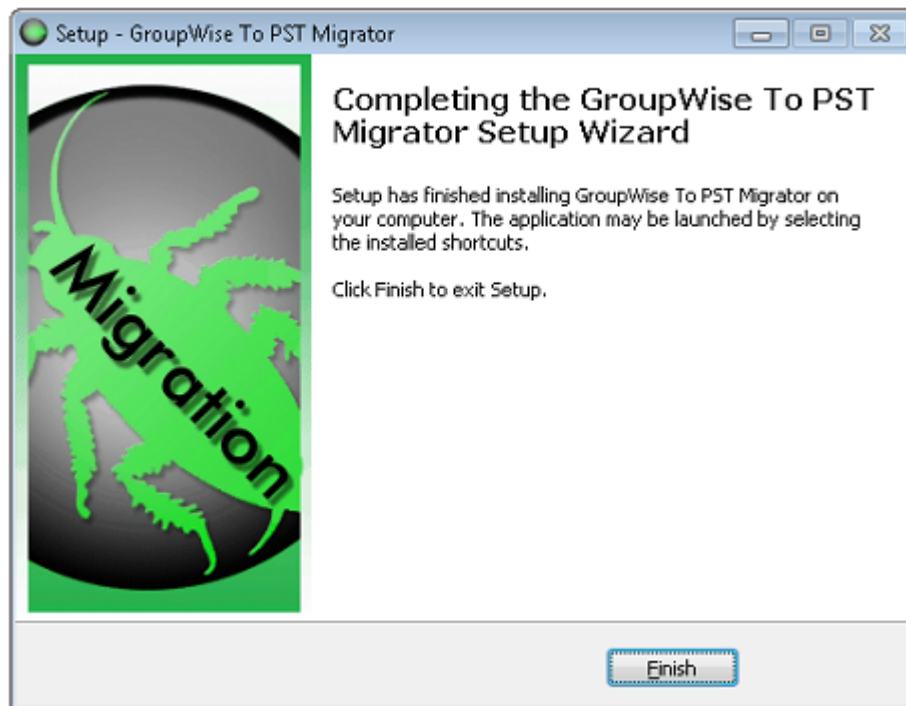 Setup - GroupWise To PST Migrator
Completing the GroupWise To PST
Migrator Setup Wizard
Setup has finished installing GroupWise To PST Migrator on
your computer. The application may be launched by selecting
the installed shortcuts.
Click Finish to exit Setup.
Migration
Finish